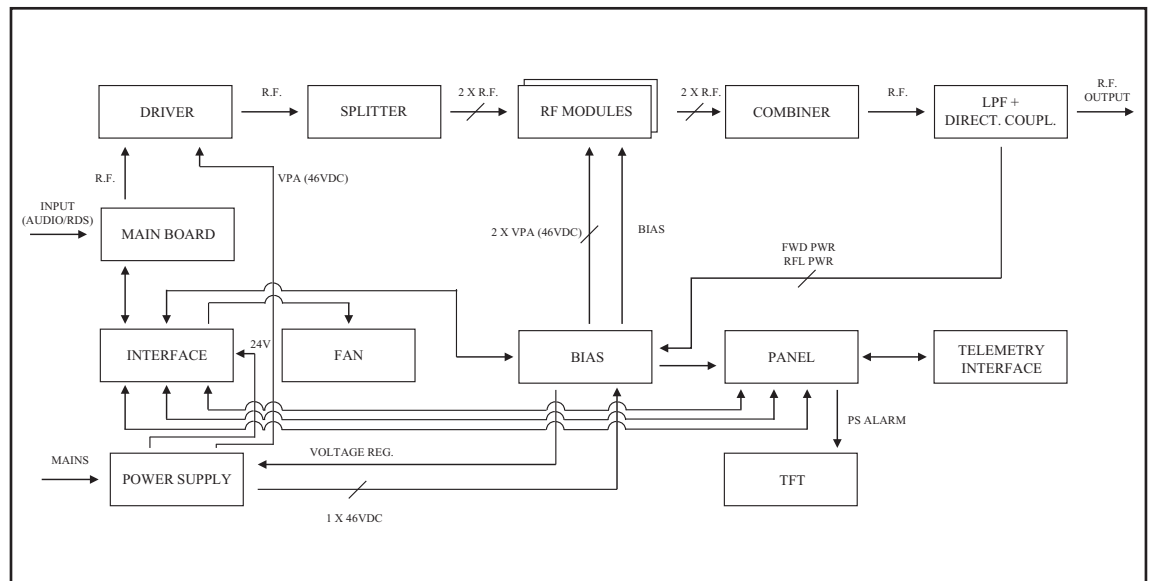 R.F.
OUTPUT
R.F.
2 X R.F.
2 X R.F.
R.F.
DRIVER
SPLITTER
RF MODULES
COMBINER
LPF +
DIRECT. COUPL.
R.F.
VPA (46VDC)
INPUT
(AUDIO/RDS)
MAIN BOARD
2 X VPA (46VDC)
BIAS
FWD PWR
RFL PWR
24V
INTERFACE
FAN
BIAS
PANEL
TELEMETRY
INTERFACE
PS ALARM
MAINS
VOLTAGE REG.
POWER SUPPLY
TFT
1 X 46VDC